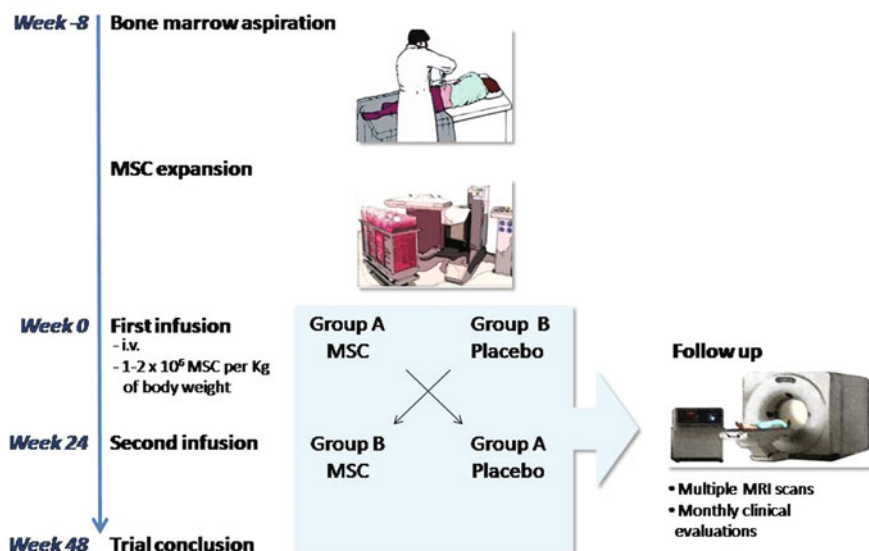 Week -8 Bone marrow aspiration
MSC expansion
Week 0 First infusion
- i.v.
- 1-2 x 10⁶ MSC per Kg
of body weight
Group A Group B
MSC Placebo
Week 24 Second infusion
Group B Group A
MSC Placebo
Week 48 Trial conclusion
Follow up
• Multiple MRI scans
• Monthly clinical
evaluations